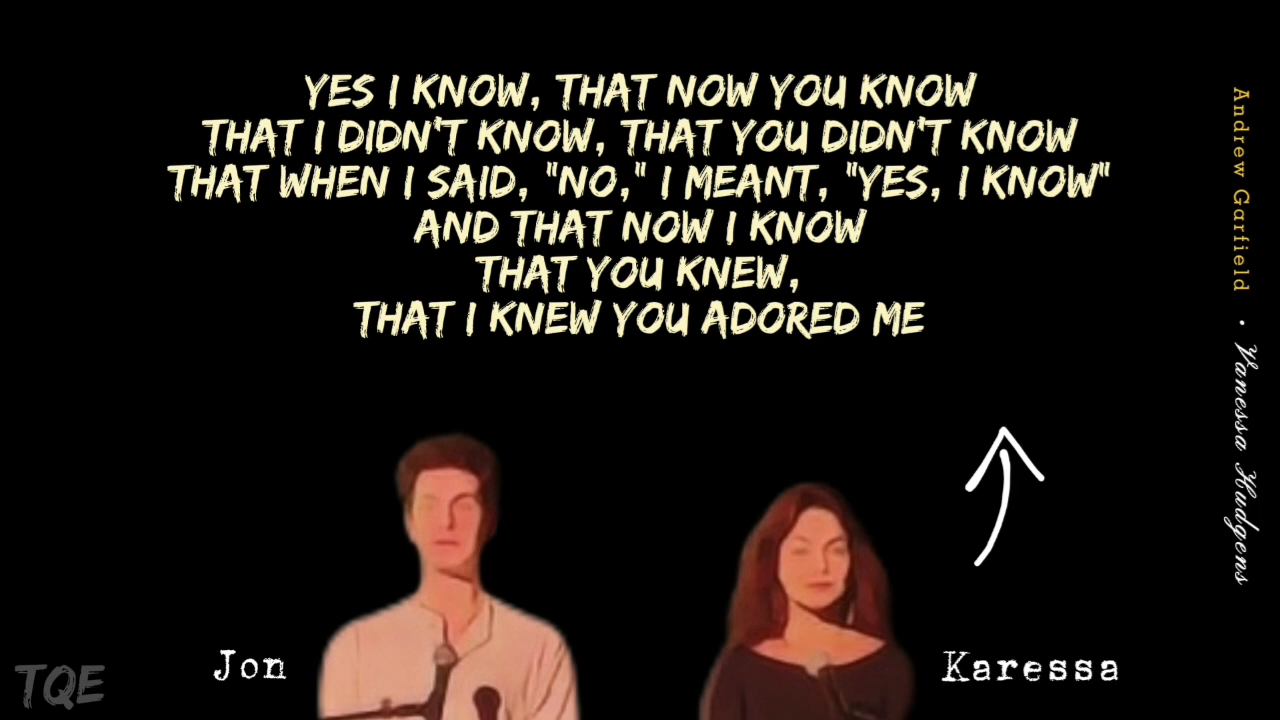 YES I KNOW, THAT NOW YOU KNOW
THAT I DIDN'T KNOW, THAT YOU DIDN'T KNOW
THAT WHEN I SAID, "NO," I MEANT, "YES, I KNOW"
AND THAT NOW I KNOW
THAT YOU KNEW,
THAT I KNEW YOU ADORED ME
Andrew Garfield • Vanessa Hudgens
Jon
Karessa
TQE